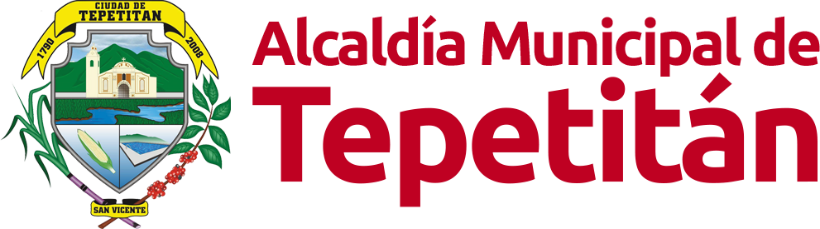 CIUDAD DE
TEPETITAN
1790
2008
SAN VICENTE
Alcaldía Municipal de
Tepetitán